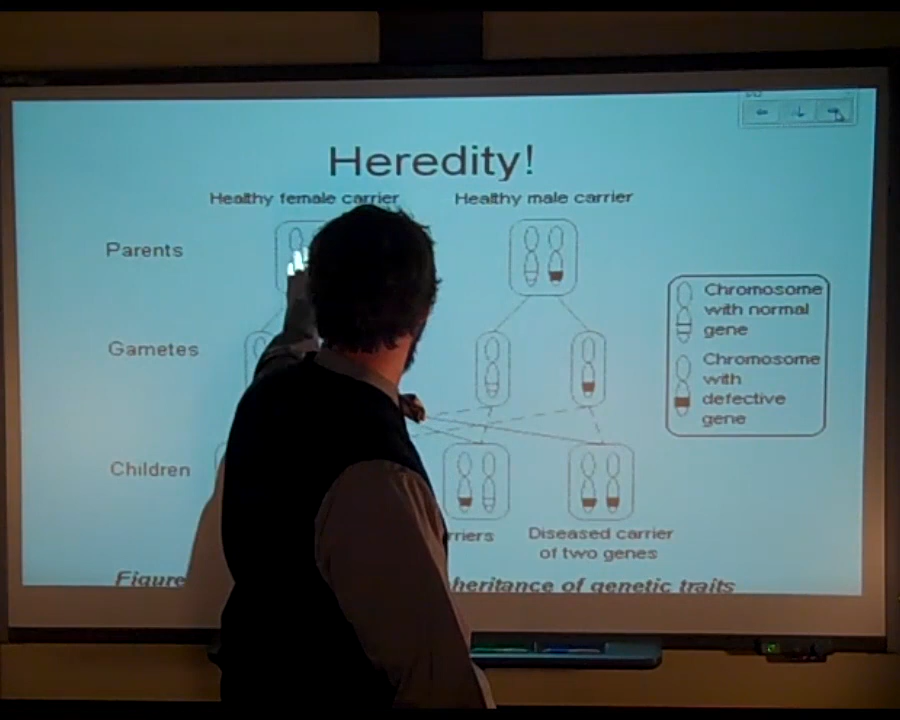 Heredity!
Healthy female carrier
Healthy male carrier
Parents
Chromosome
with normal
gene
Gametes
Chromosome
with
defective
gene
Children
rriers
Diseased carrier
of two genes
Figure
heritance of genetic traits